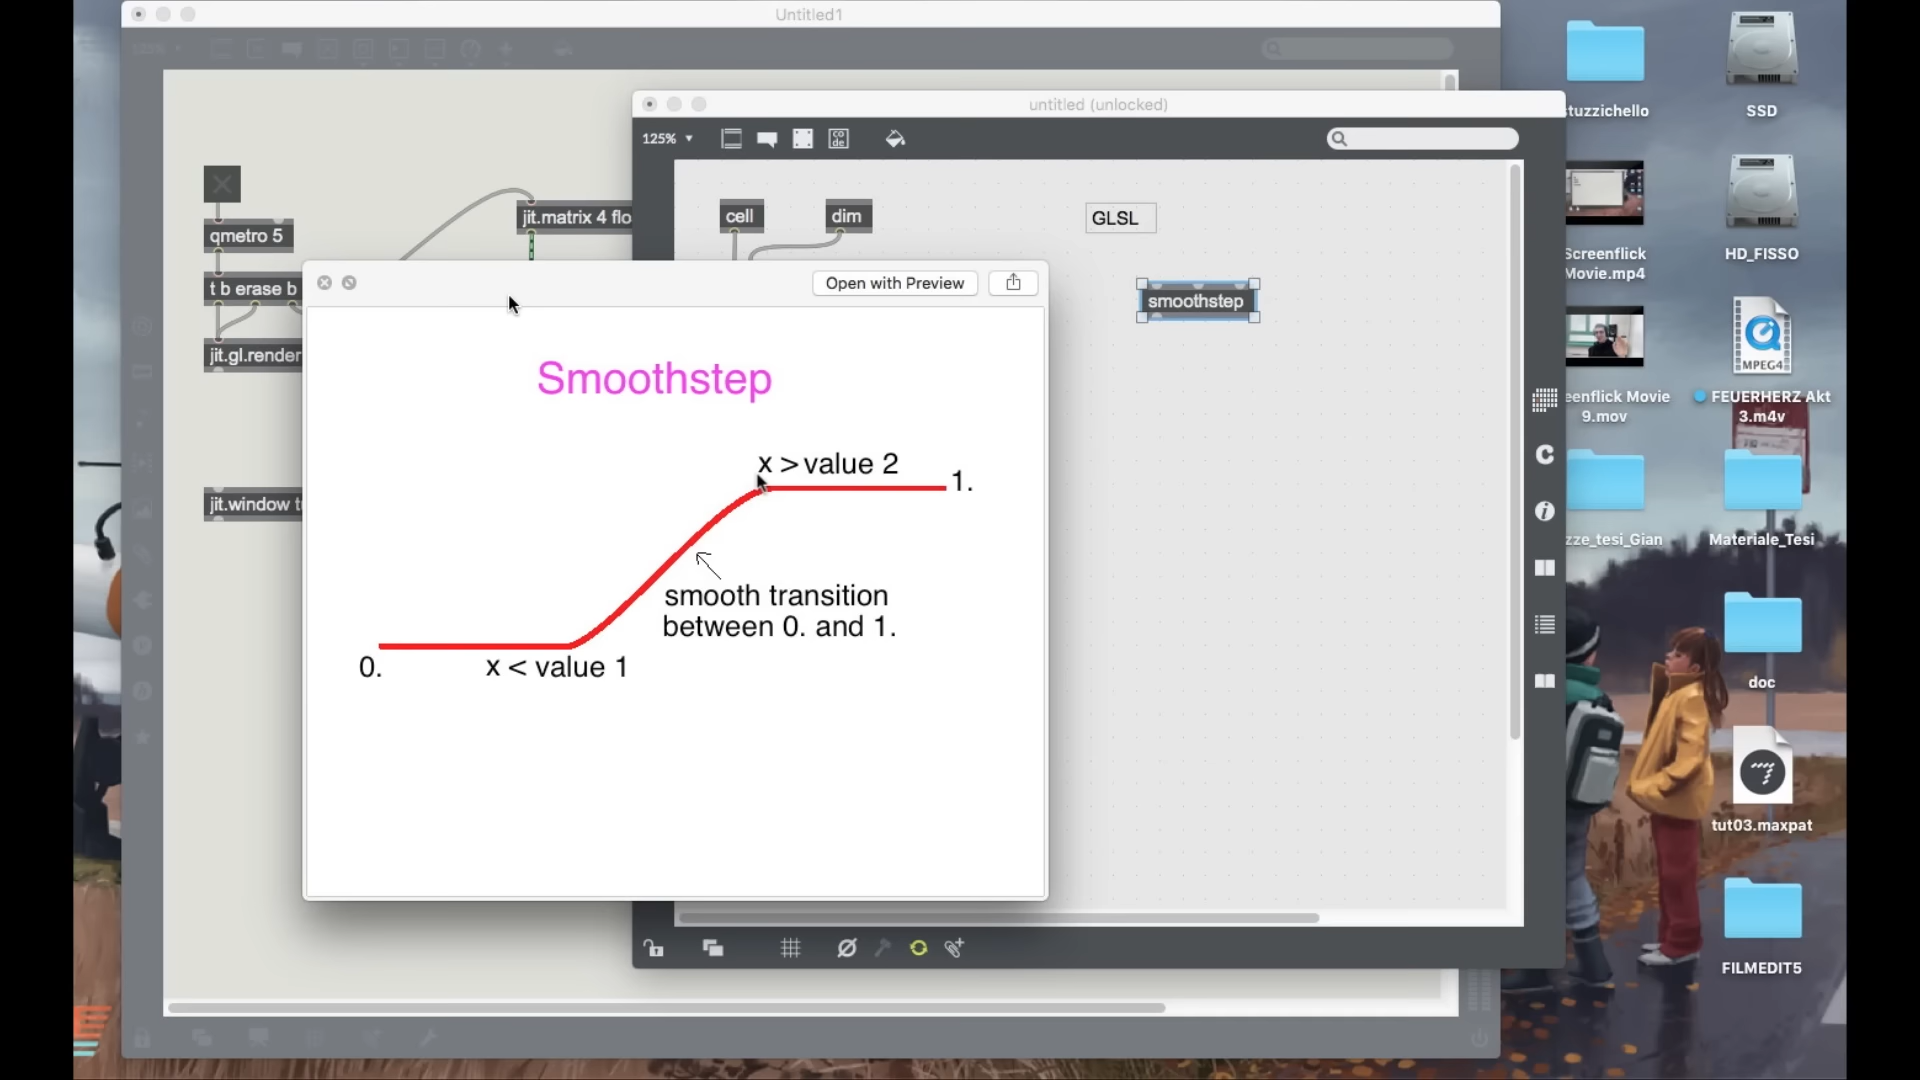 Untitled1
untitled (unlocked)
125%
cell
dim
GLSL
smoothstep
qmetro 5
t b erase b
jit.gl.render
jit.window
jit.matrix 4 flo
Open with Preview
Smoothstep
x > value 2
1.
smooth transition
between 0. and 1.
0.
x < value 1
tuzzichello
SSD
Screenflick
Movie.mp4
HD_FISSO
MPEG4
enflick Movie
9.mov
FEUERHERZ Akt
3.m4v
zze_tesi_Gian
Materiale_Tesi
doc
tut03.maxpat
FILMEDIT5